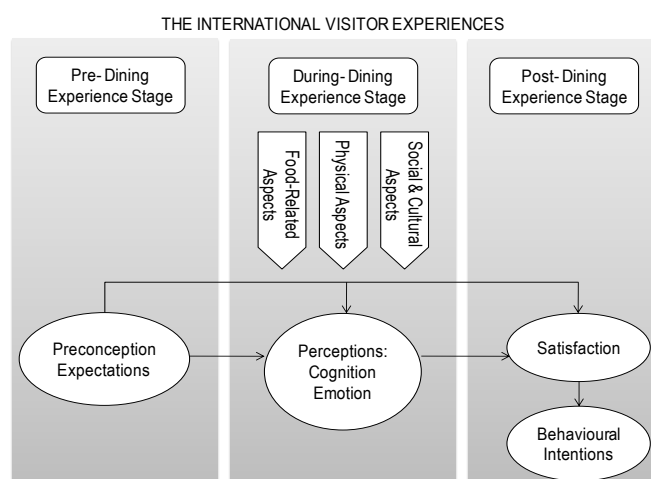 THE INTERNATIONAL VISITOR EXPERIENCES
Pre-Dining
Experience Stage
During-Dining
Experience Stage
Post-Dining
Experience Stage
Food-Related
Aspects
Physical Aspects
Social & Cultural
Aspects
Preconception
Expectations
Perceptions:
Cognition
Emotion
Satisfaction
Behavioural
Intentions